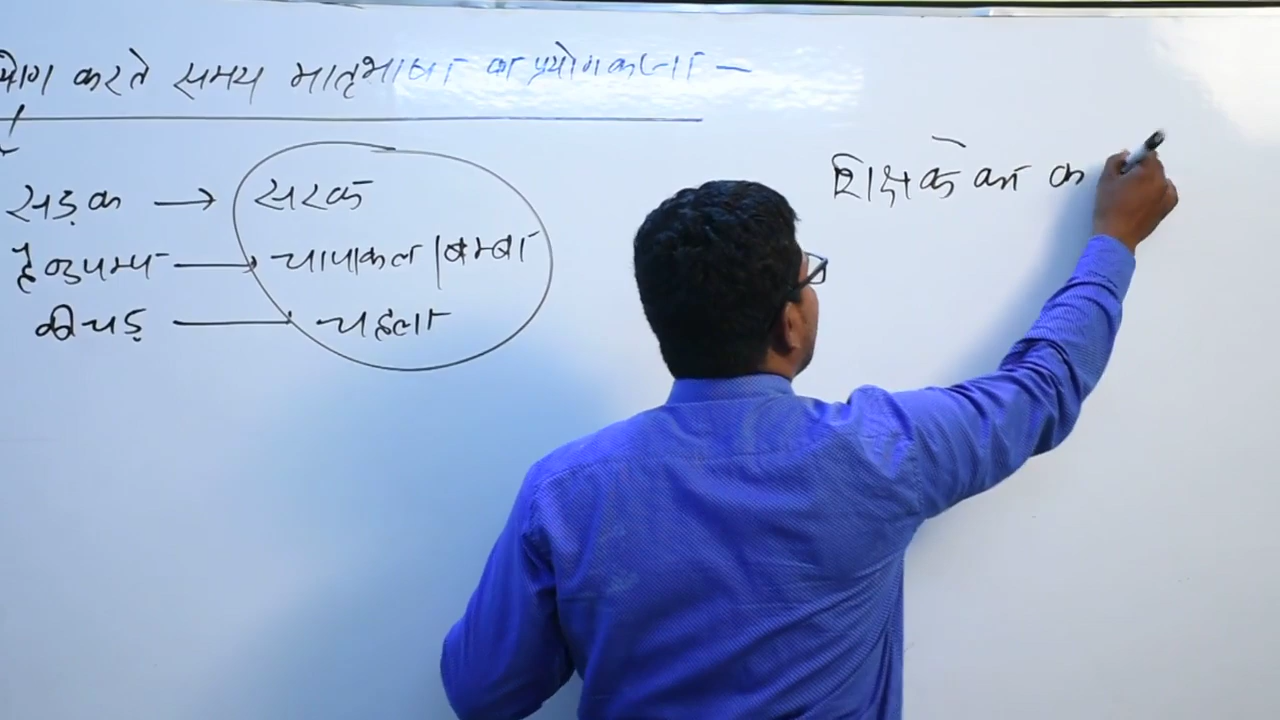 करते समय मातृभाषा का प्रयोग करना -
सड़क → सरक
हैण्डपम्प → चापाकल | बम्बा
कीचड़ → चहला
शिक्षक का क